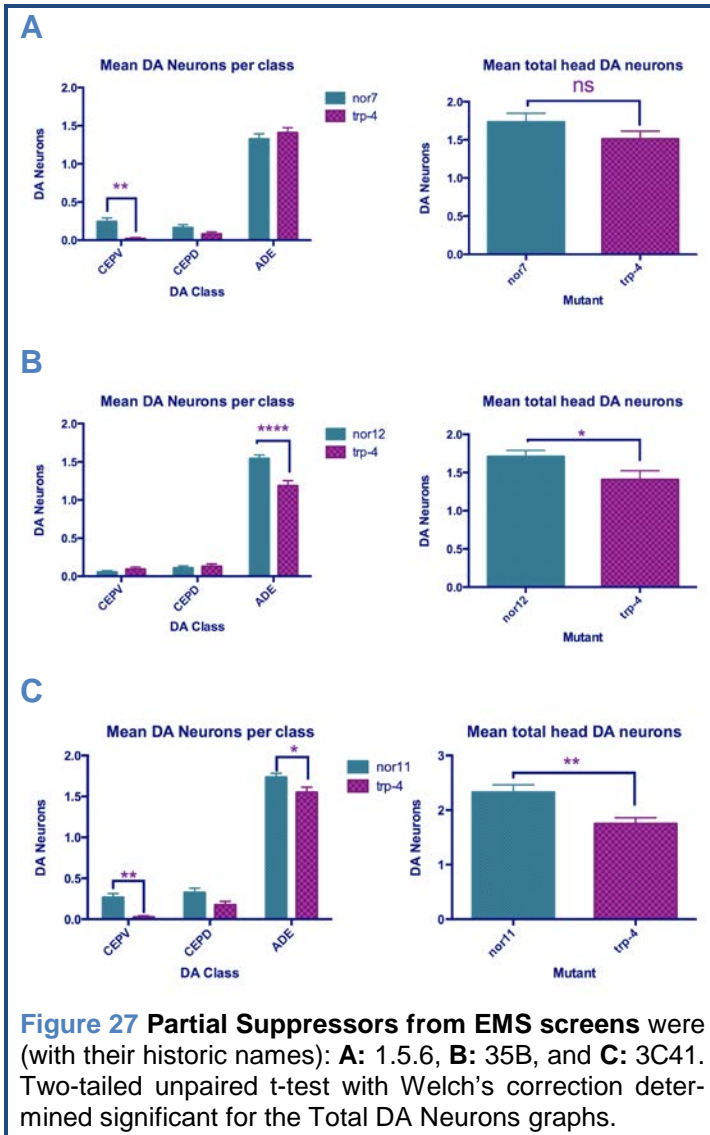 A
Mean DA Neurons per class
nor7
trp-4
DA Neurons
2.0
1.5
1.0
0.5
0.0
**
CEPV
CEPD
ADE
DA Class
Mean total head DA neurons
ns
DA Neurons
2.0
1.5
1.0
0.5
0.0
nor7
trp-4
Mutant
B
Mean DA Neurons per class
nor12
trp-4
DA Neurons
2.0
1.5
1.0
0.5
0.0
****
CEPV
CEPD
ADE
DA Class
Mean total head DA neurons
*
DA Neurons
2.0
1.5
1.0
0.5
0.0
nor12
trp-4
Mutant
C
Mean DA Neurons per class
nor11
trp-4
DA Neurons
2.0
1.5
1.0
0.5
0.0
**
*
CEPV
CEPD
ADE
DA Class
Mean total head DA neurons
**
DA Neurons
3
2
1
0
nor11
trp-4
Mutant
Figure 27 Partial Suppressors from EMS screens were
(with their historic names): A: 1.5.6, B: 35B, and C: 3C41.
Two-tailed unpaired t-test with Welch's correction deter-
mined significant for the Total DA Neurons graphs.